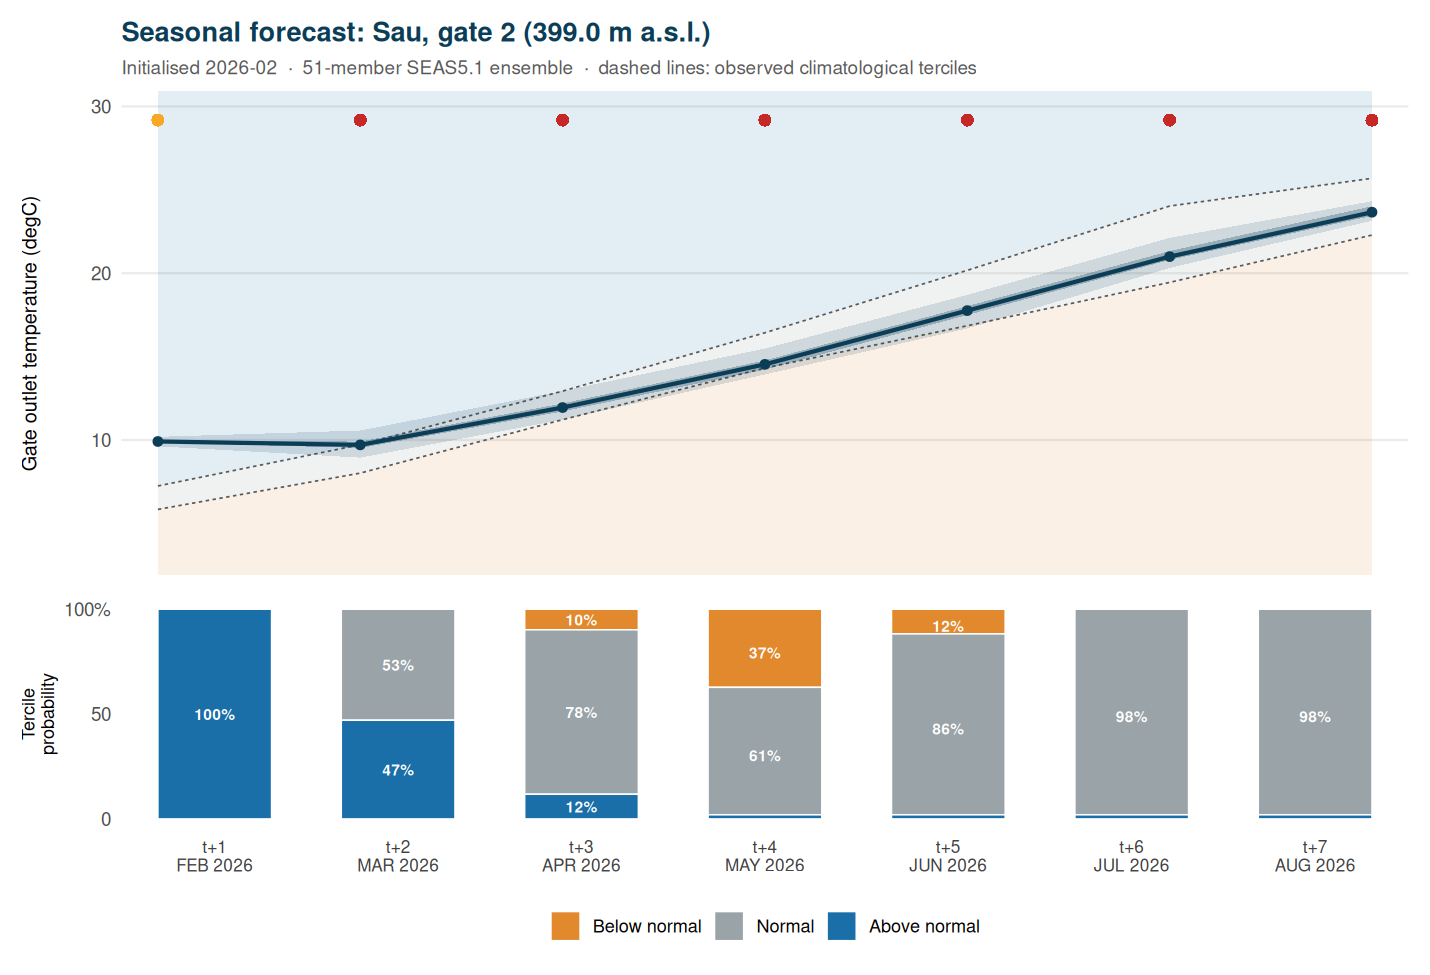 Seasonal forecast: Sau, gate 2 (399.0 m a.s.l.)
Initialised 2026-02 · 51-member SEAS5.1 ensemble · dashed lines: observed climatological terciles
30
20
10
Gate outlet temperature (degC)
100%
50
0
Tercile
probability
100%
53%
47%
10%
78%
12%
37%
61%
12%
86%
98%
98%
t+1
FEB 2026
t+2
MAR 2026
t+3
APR 2026
t+4
MAY 2026
t+5
JUN 2026
t+6
JUL 2026
t+7
AUG 2026
Below normal
Normal
Above normal